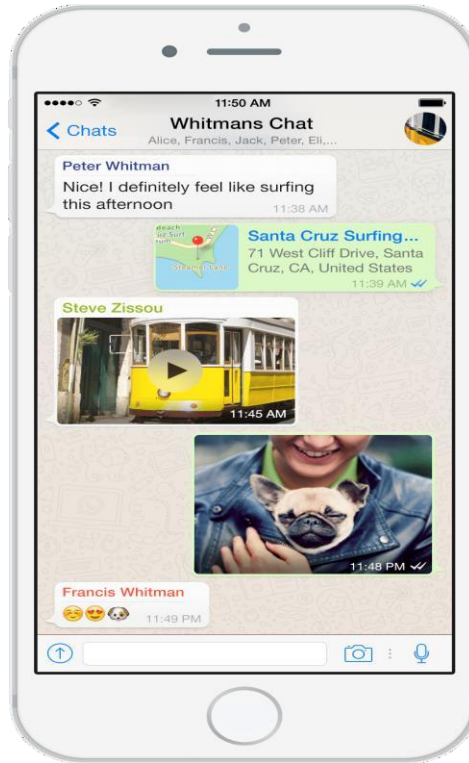 11:50 AM
Chats
Whitmans Chat
Alice, Francis, Jack, Peter, Eli,...
Peter Whitman
Nice! I definitely feel like surfing
this afternoon
11:38 AM
Steamer Lane
Santa Cruz Surfing...
71 West Cliff Drive, Santa
Cruz, CA, United States
11:39 AM
Steve Zissou
11:45 AM
11:48 PM
Francis Whitman
☺️😍🐶 11:49 PM